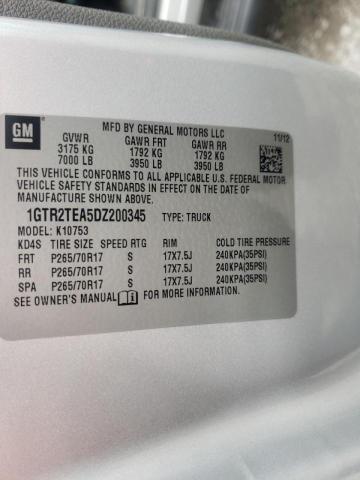 GM
MFD BY GENERAL MOTORS LLC
11/12
GVWR GAWR FRT GAWR RR
3175 KG 1792 KG 1792 KG
7000 LB 3950 LB 3950 LB
THIS VEHICLE CONFORMS TO ALL APPLICABLE U.S. FEDERAL MOTOR
VEHICLE SAFETY STANDARDS IN EFFECT ON THE DATE OF
MANUFACTURE SHOWN ABOVE.
1GTR2TEA5DZ200345 TYPE: TRUCK
MODEL: K10753
KD4S TIRE SIZE SPEED RTG RIM COLD TIRE PRESSURE
FRT P265/70R17 S 17X7.5J 240KPA(35PSI)
RR P265/70R17 S 17X7.5J 240KPA(35PSI)
SPA P265/70R17 S 17X7.5J 240KPA(35PSI)
SEE OWNER'S MANUAL FOR MORE INFORMATION.